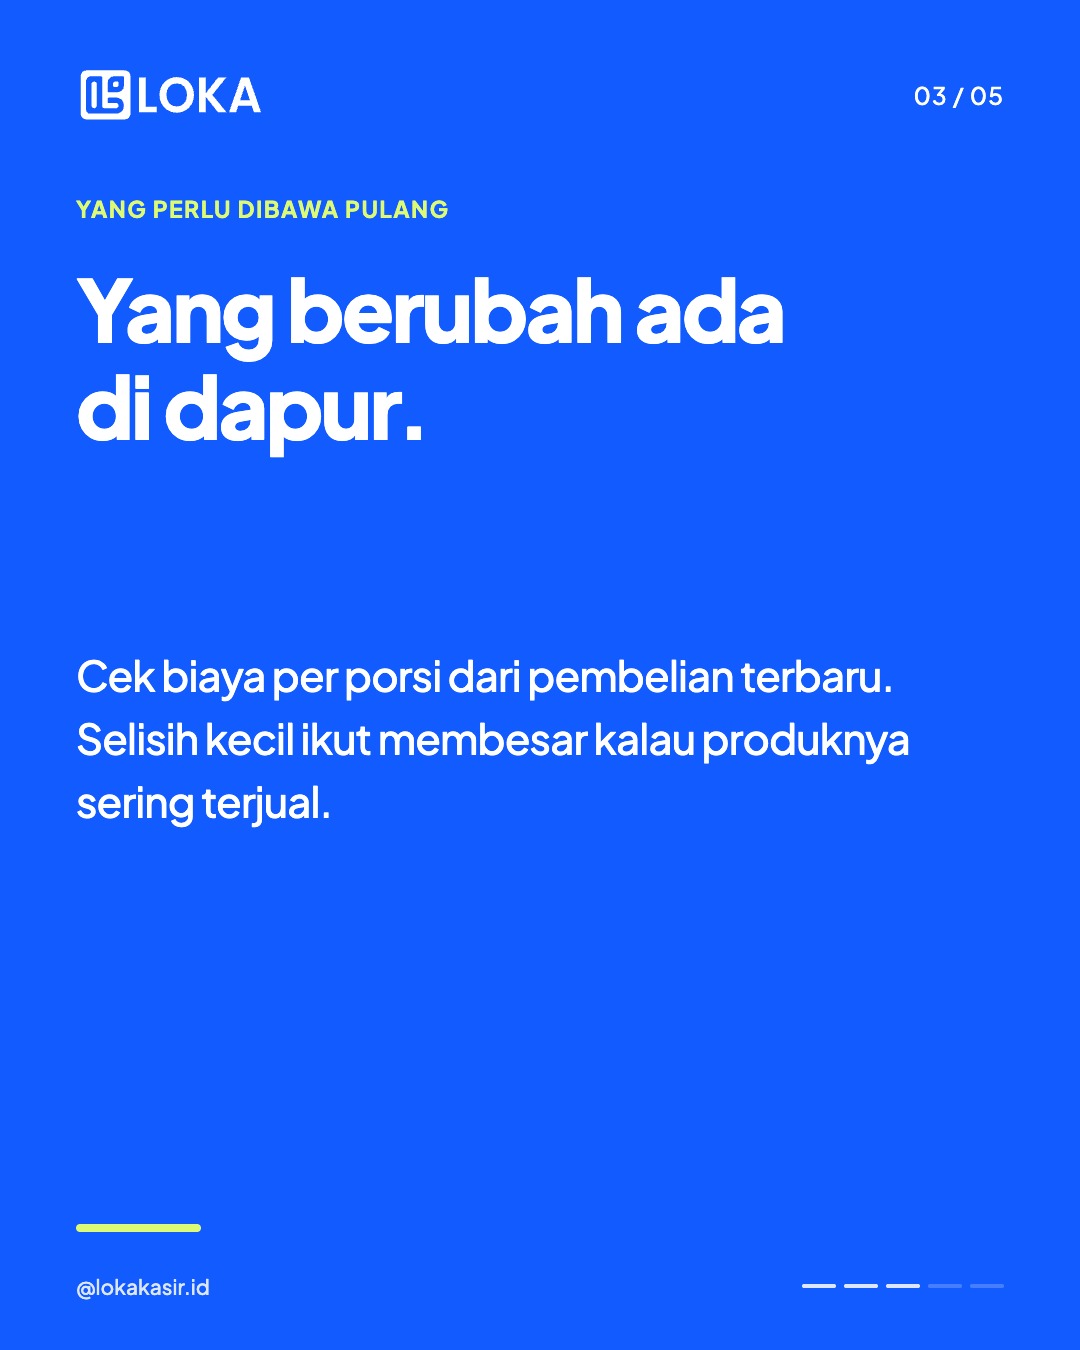 LOKA
03 / 05
YANG PERLU DIBAWA PULANG
Yang berubah ada
di dapur.
Cek biaya per porsi dari pembelian terbaru.
Selisih kecil ikut membesar kalau produknya
sering terjual.
@lokakasir.id